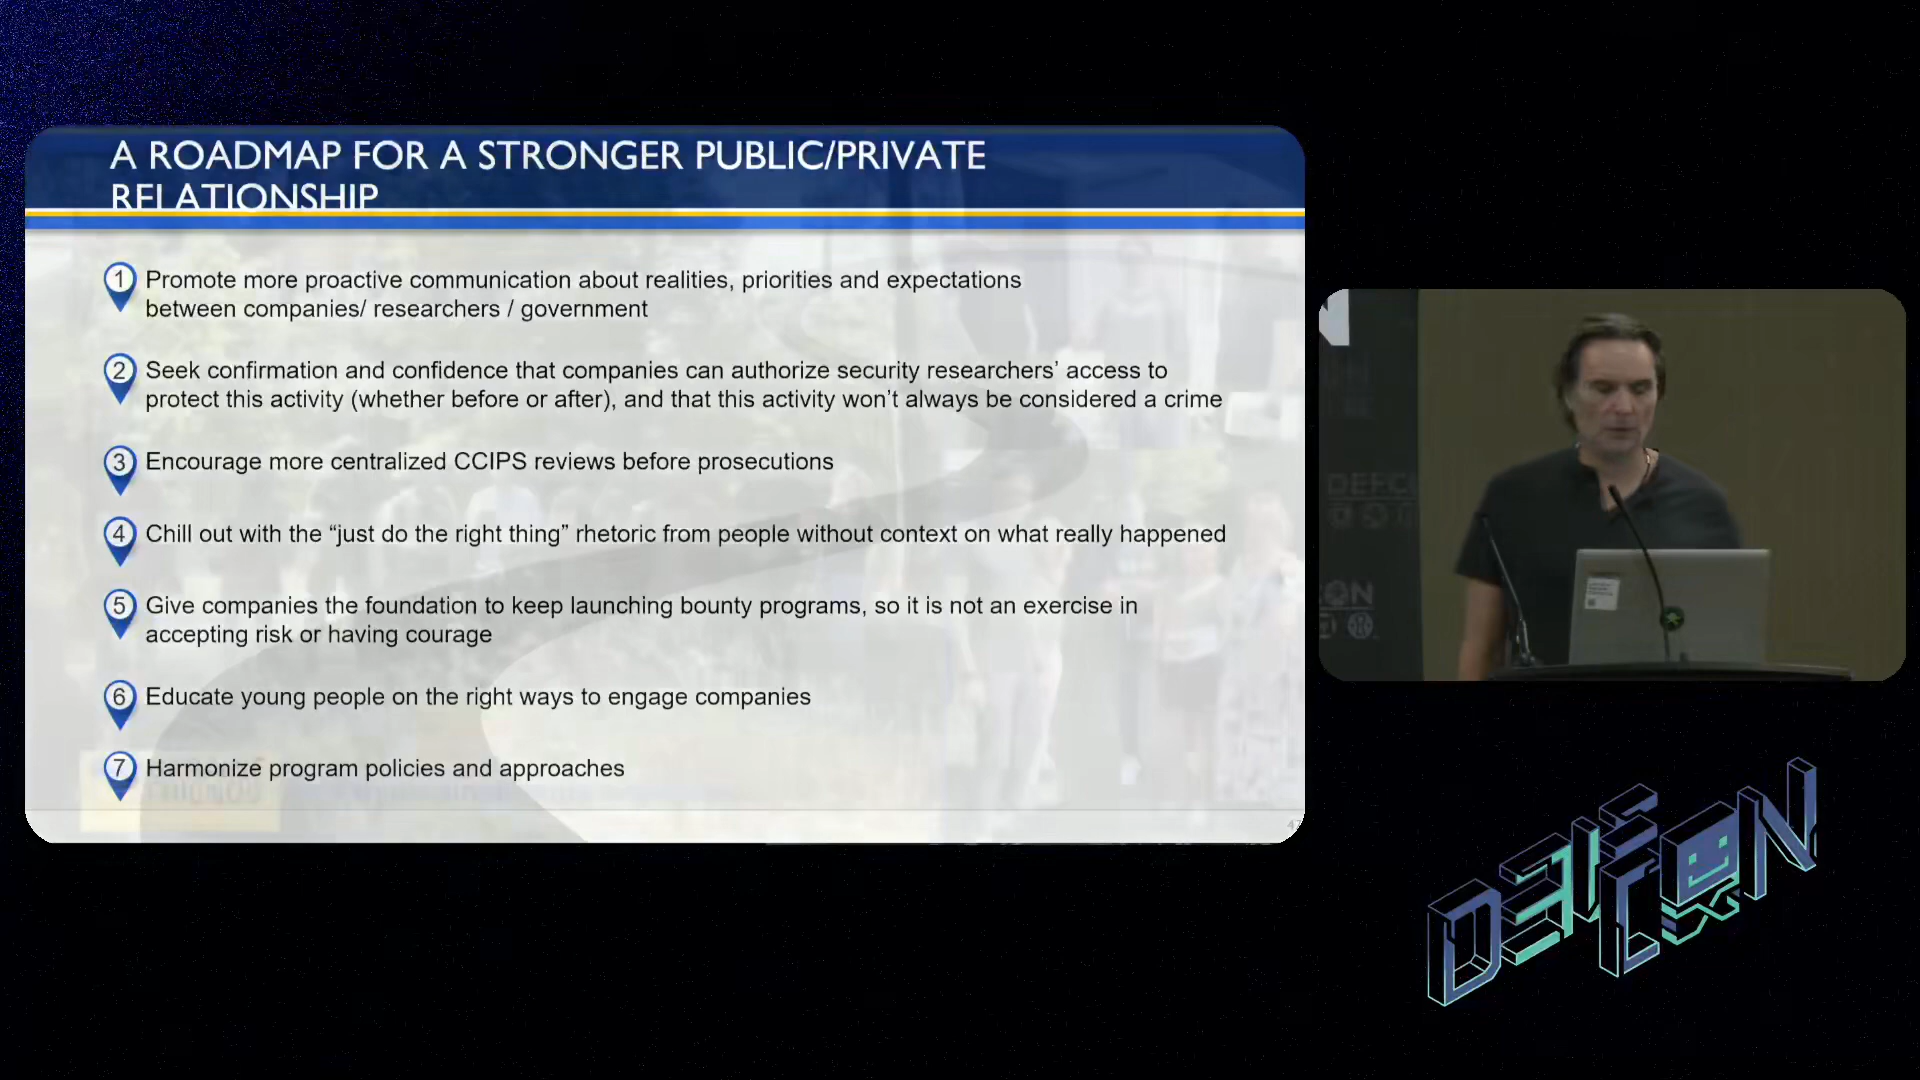 A ROADMAP FOR A STRONGER PUBLIC/PRIVATE
RELATIONSHIP
1 Promote more proactive communication about realities, priorities and expectations
between companies/ researchers / government
2 Seek confirmation and confidence that companies can authorize security researchers’ access to
protect this activity (whether before or after), and that this activity won’t always be considered a crime
3 Encourage more centralized CCIPS reviews before prosecutions
4 Chill out with the “just do the right thing” rhetoric from people without context on what really happened
5 Give companies the foundation to keep launching bounty programs, so it is not an exercise in
accepting risk or having courage
6 Educate young people on the right ways to engage companies
7 Harmonize program policies and approaches
DEFC
DEF
CON